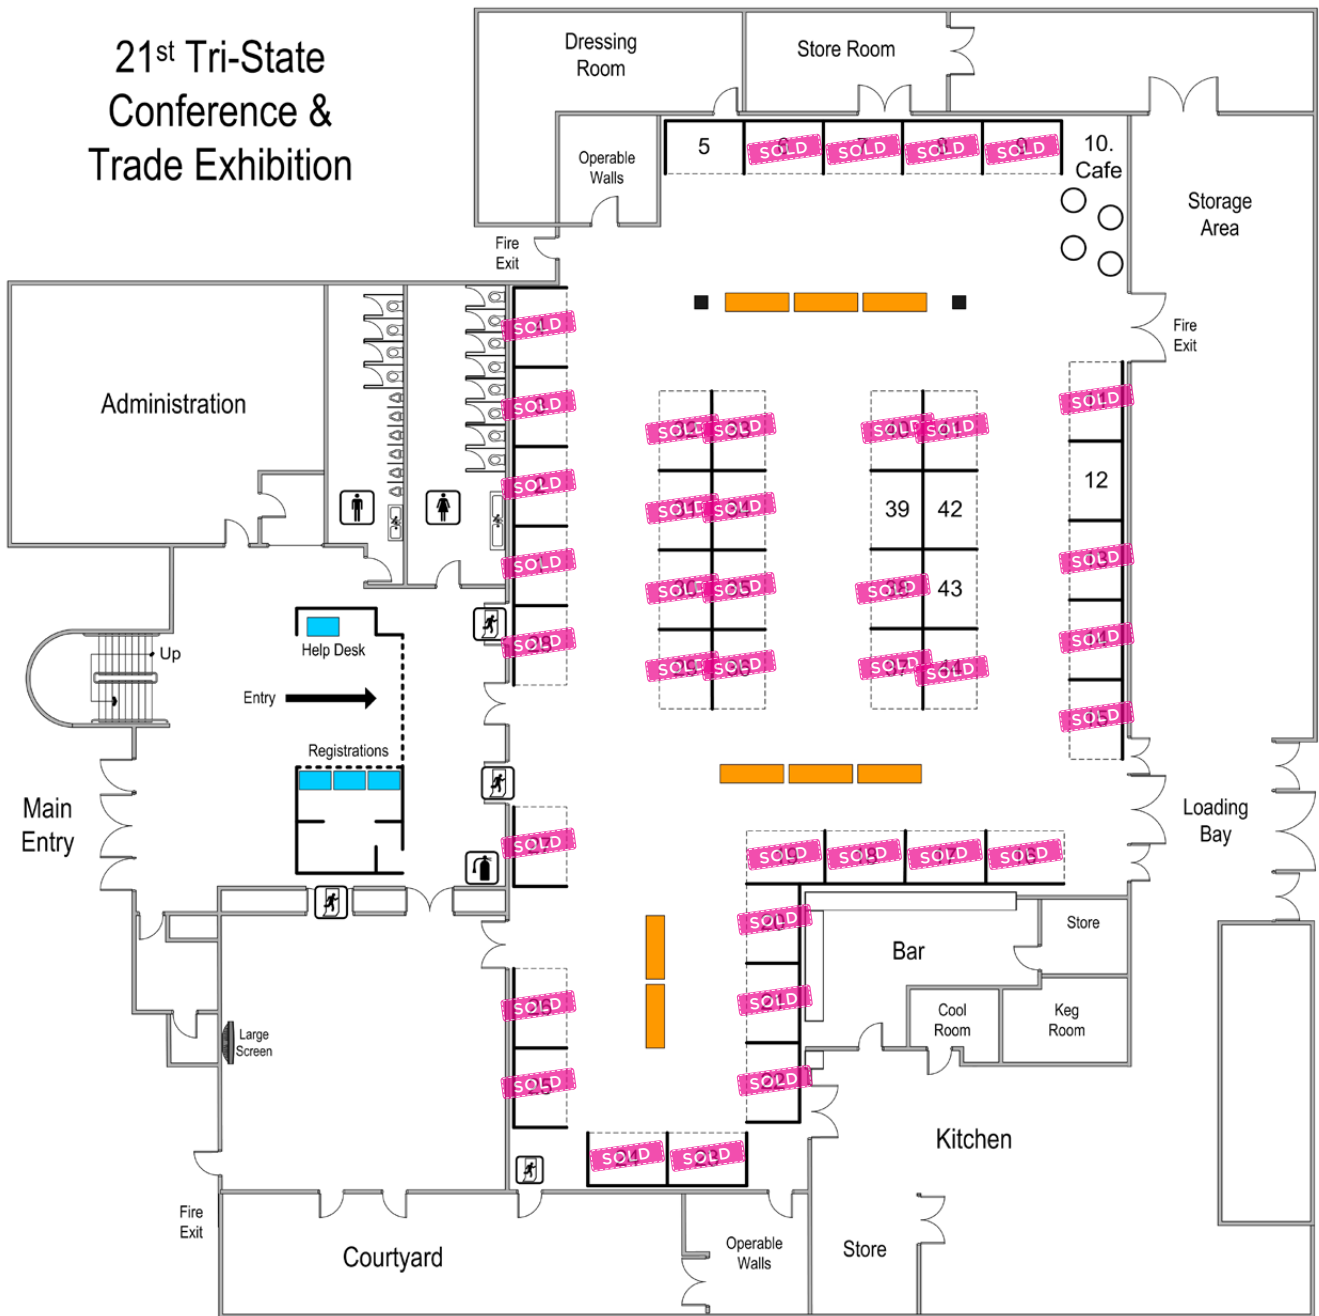 21st Tri-State
Conference &
Trade Exhibition
Dressing
Room
Store Room
Operable
Walls
5
SOLD
SOLD
SOLD
SOLD
10.
Cafe
Storage
Area
Fire
Exit
Fire
Exit
Administration
SOLD
SOLD
SOLD
SOLD
SOLD
SOLD
SOLD
SOLD
SOLD
SOLD
SOLD
SOLD
39
42
12
SOLD
SOLD
SOLD
43
SOLD
Help Desk
SOLD
Up
SOLD
SOLD
SOLD
SOLD
SOLD
Entry
SOLD
Registrations
Main
Entry
Loading
Bay
SOLD
SOLD
SOLD
SOLD
SOLD
SOLD
Bar
Store
SOLD
SOLD
Cool
Room
Keg
Room
Large
Screen
SOLD
SOLD
Kitchen
SOLD
SOLD
Fire
Exit
Courtyard
Operable
Walls
Store